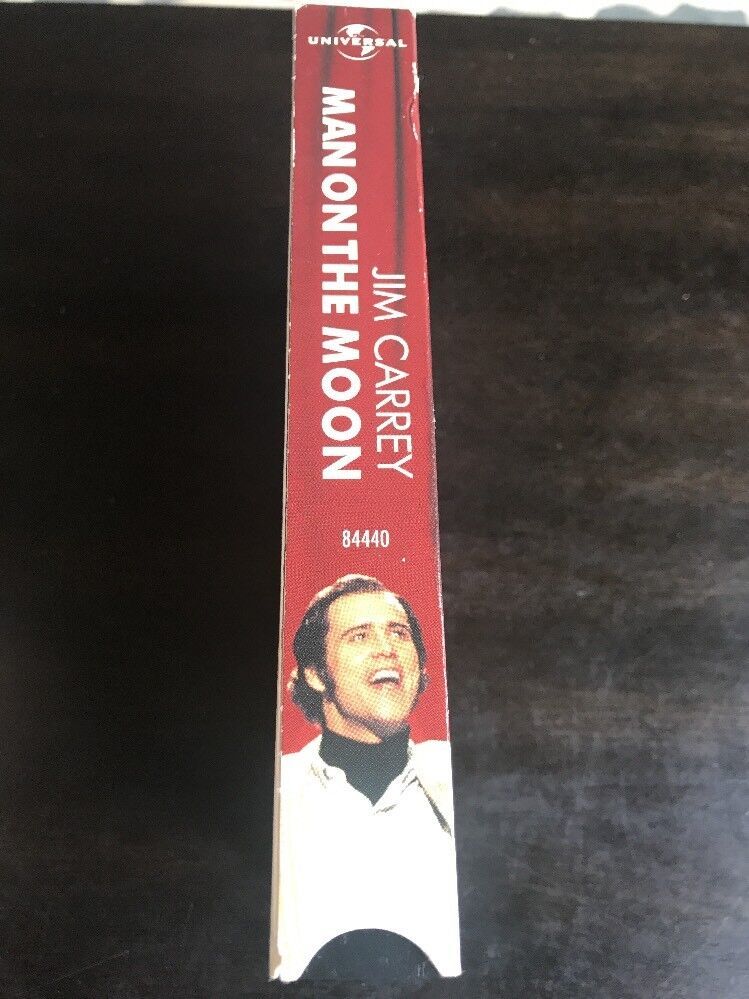 UNIVERSAL
JIM CARREY
MAN ON THE MOON
84440